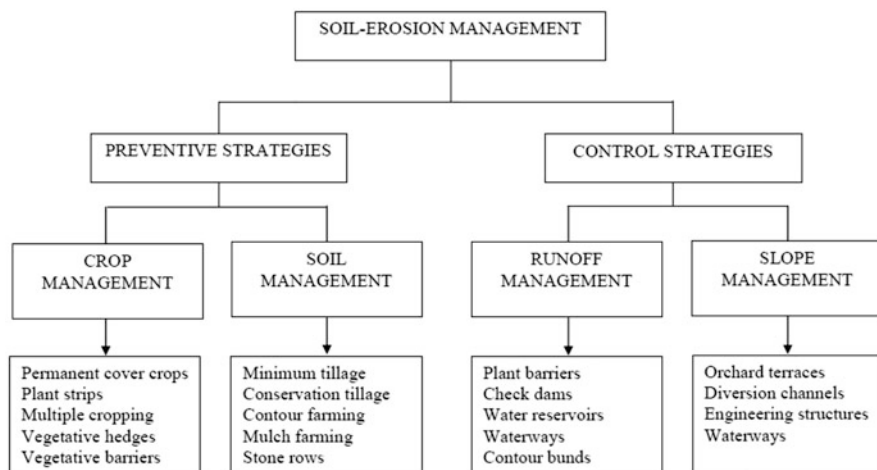 SOIL-EROSION MANAGEMENT
PREVENTIVE STRATEGIES
CONTROL STRATEGIES
CROP
MANAGEMENT
SOIL
MANAGEMENT
RUNOFF
MANAGEMENT
SLOPE
MANAGEMENT
Permanent cover crops
Plant strips
Multiple cropping
Vegetative hedges
Vegetative barriers
Minimum tillage
Conservation tillage
Contour farming
Mulch farming
Stone rows
Plant barriers
Check dams
Water reservoirs
Waterways
Contour bunds
Orchard terraces
Diversion channels
Engineering structures
Waterways